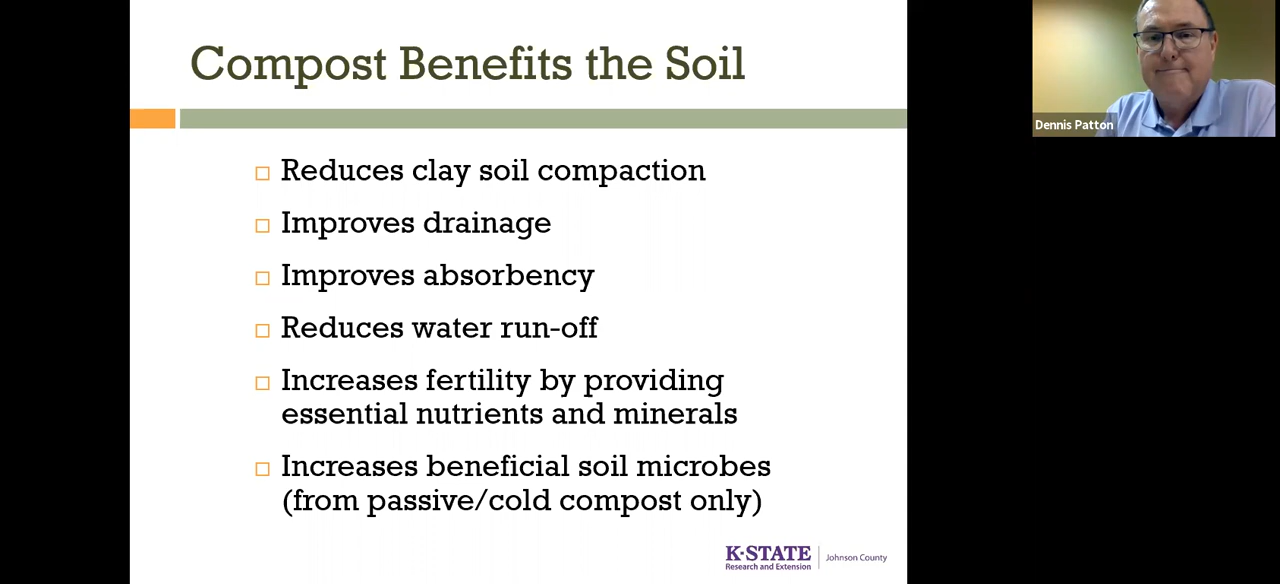 Compost Benefits the Soil
Reduces clay soil compaction
Improves drainage
Improves absorbency
Reduces water run-off
Increases fertility by providing
essential nutrients and minerals
Increases beneficial soil microbes
(from passive/cold compost only)
K-STATE
Research and Extension
Johnson County
Dennis Patton